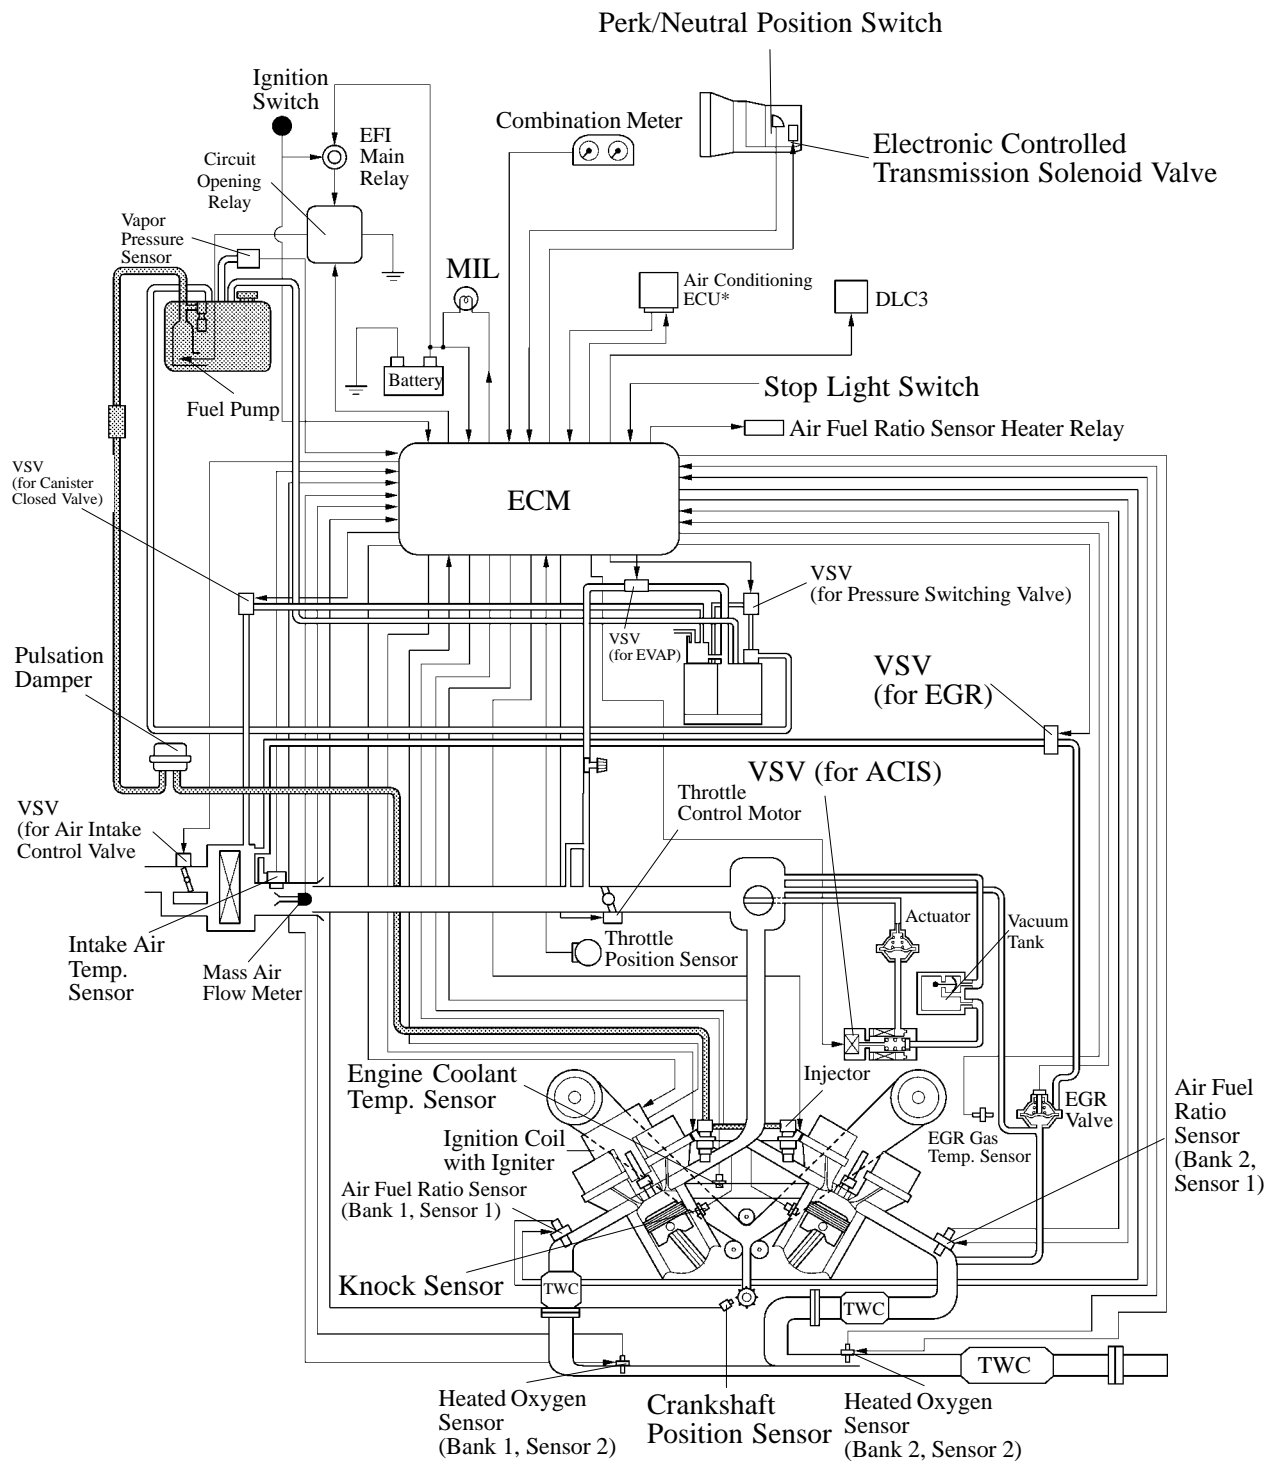 Perk/Neutral Position Switch
Ignition
Switch
EFI
Main
Relay
Circuit
Opening
Relay
Combination Meter
Electronic Controlled
Transmission Solenoid Valve
Vapor
Pressure
Sensor
MIL
Air Conditioning
ECU*
DLC3
Battery
Fuel Pump
Stop Light Switch
Air Fuel Ratio Sensor Heater Relay
VSV
(for Canister
Closed Valve)
ECM
VSV
(for Pressure Switching Valve)
VSV
(for EVAP)
Pulsation
Damper
VSV
(for EGR)
VSV (for ACIS)
Throttle
Control Motor
VSV
(for Air Intake
Control Valve
Actuator
Vacuum
Tank
Intake Air
Temp.
Sensor
Mass Air
Flow Meter
Throttle
Position Sensor
Engine Coolant
Temp. Sensor
Injector
EGR
Valve
Air Fuel
Ratio
Sensor
(Bank 2,
Sensor 1)
EGR Gas
Temp. Sensor
Ignition Coil
with Igniter
Air Fuel Ratio Sensor
(Bank 1, Sensor 1)
Knock Sensor
TWC
TWC
TWC
Heated Oxygen
Sensor
(Bank 1, Sensor 2)
Crankshaft
Position Sensor
Heated Oxygen
Sensor
(Bank 2, Sensor 2)